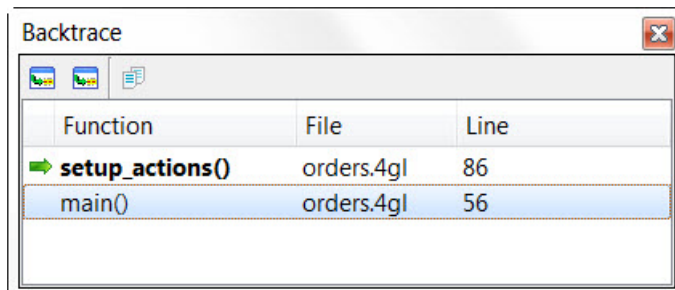 Backtrace
Function File Line
setup_actions() orders.4gl 86
main() orders.4gl 56